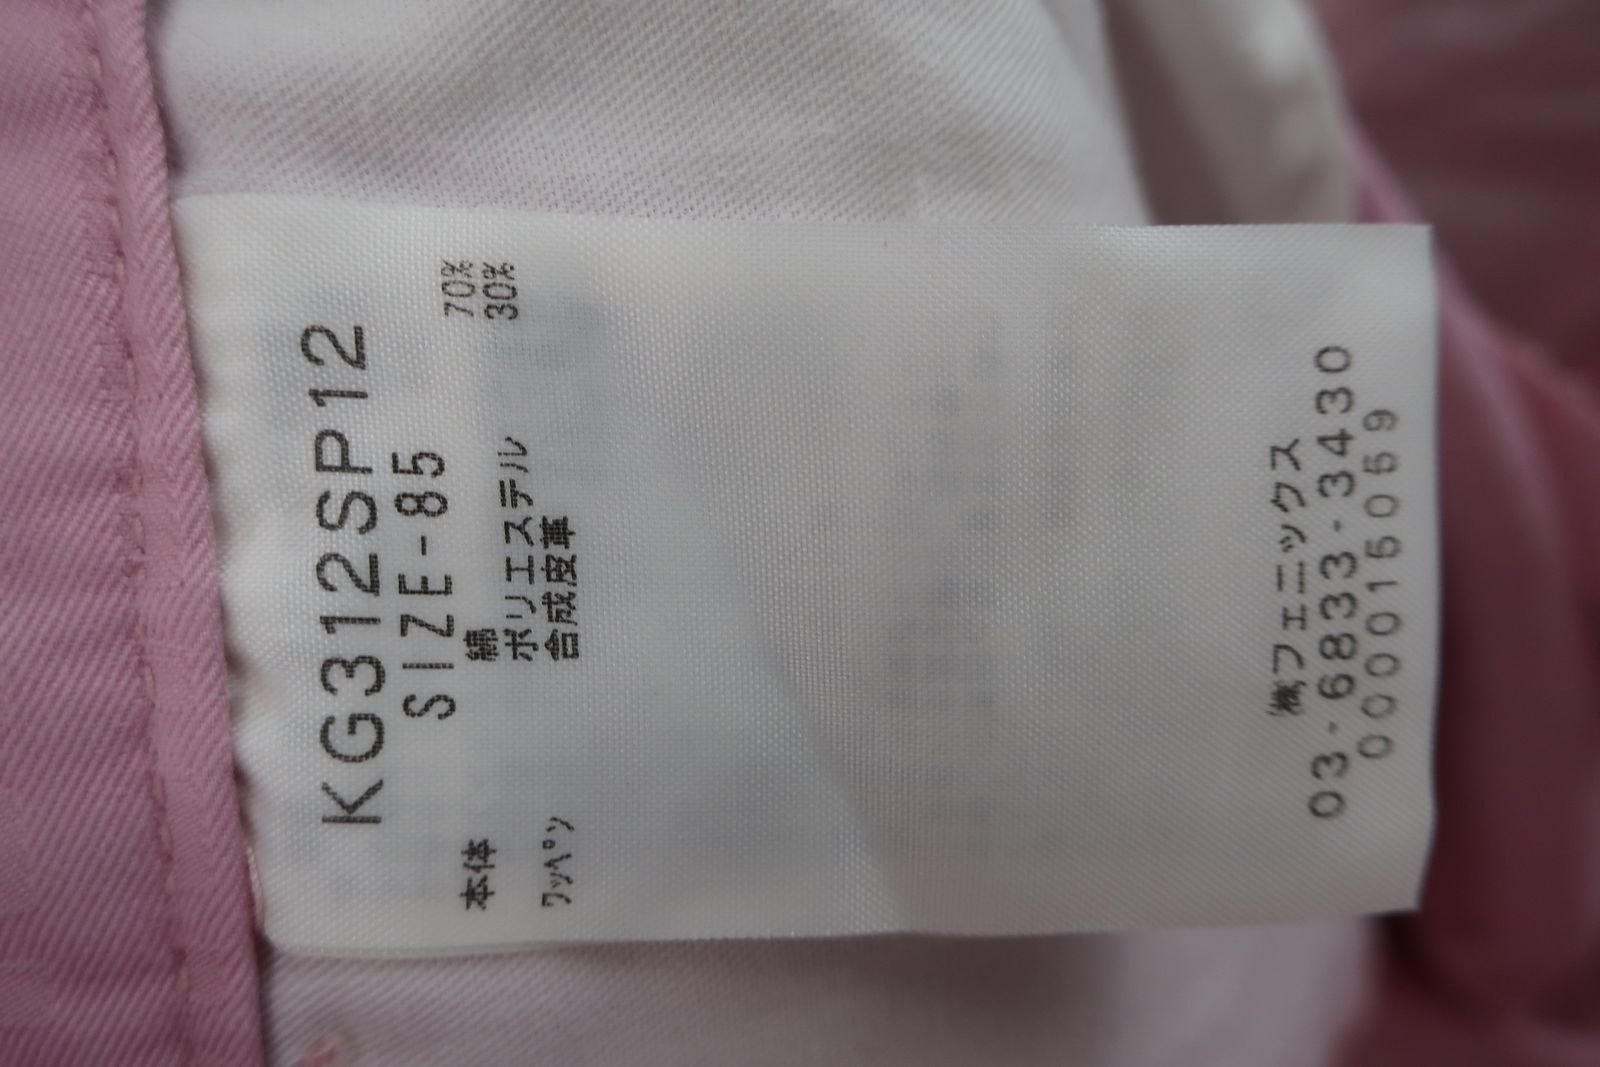 KG312SP12
SIZE-85
本体 綿 70%
ポリエステル 30%
ワッペン 合成皮革
㈱フェニックス
03-6833-3430
000015059